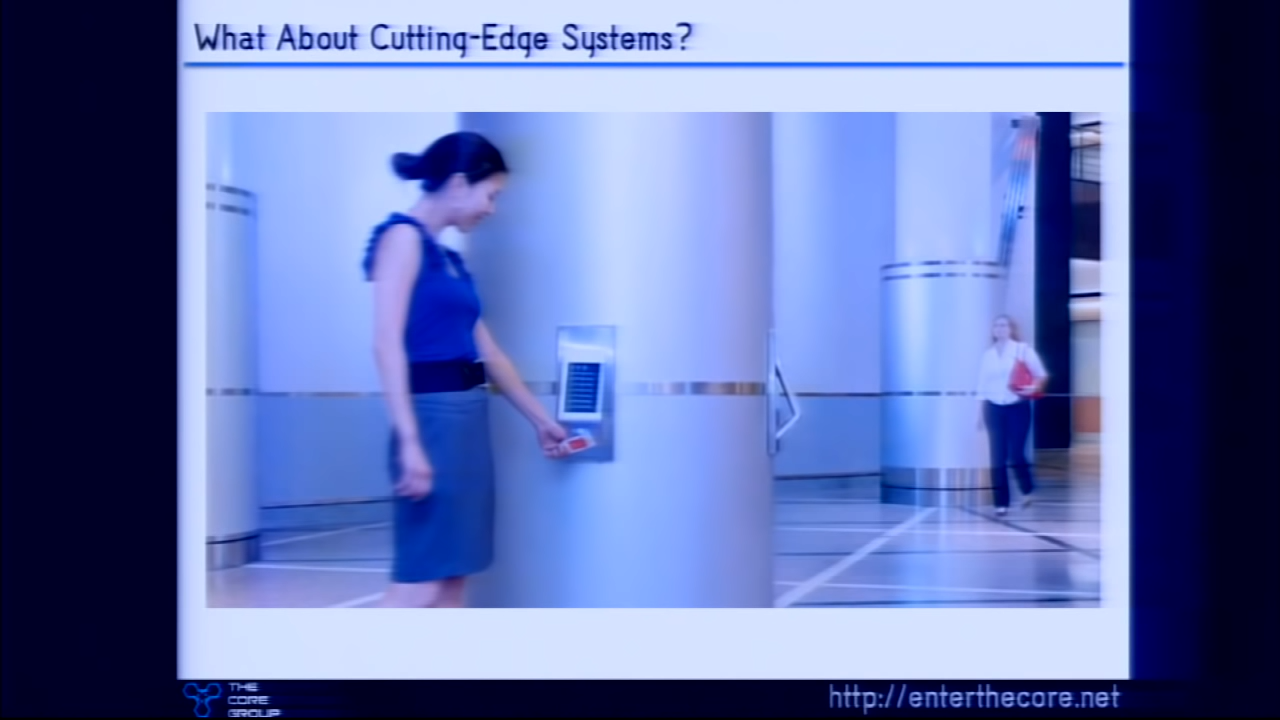 What About Cutting-Edge Systems?
THE
CORE
GROUP
http://enterthecore.net